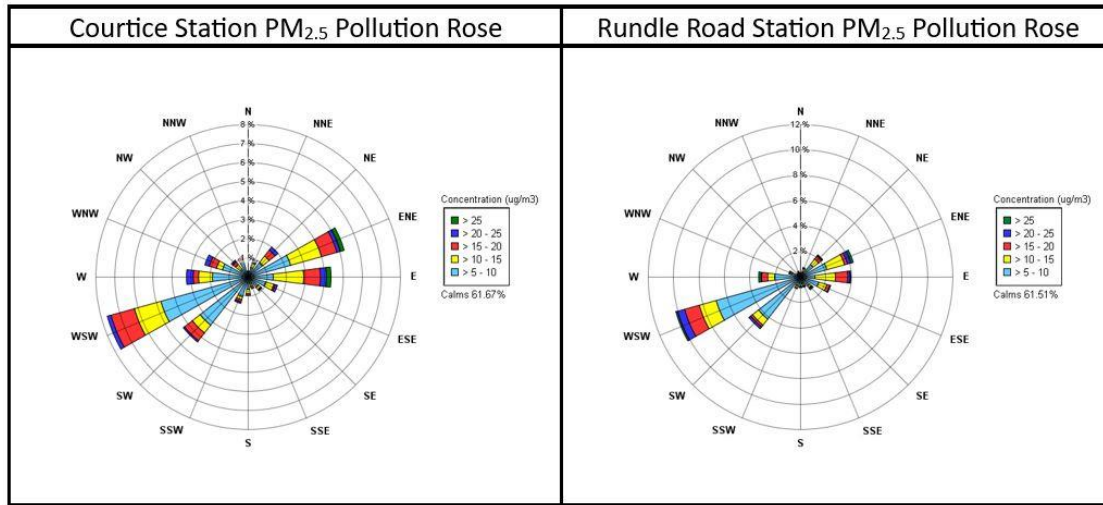 Courtice Station PM2.5 Pollution Rose
Rundle Road Station PM2.5 Pollution Rose
N
NNE
NE
ENE
E
ESE
SE
SSE
S
SSW
SW
WSW
W
WNW
NW
NNW
8 %
7 %
6 %
5 %
4 %
3 %
2 %
Concentration (ug/m3)
> 25
> 20 - 25
> 15 - 20
> 10 - 15
> 5 - 10
Calms 61.67%
N
NNE
NE
ENE
E
ESE
SE
SSE
S
SSW
SW
WSW
W
WNW
NW
NNW
12 %
10 %
8 %
6 %
4 %
2 %
Concentration (ug/m3)
> 25
> 20 - 25
> 15 - 20
> 10 - 15
> 5 - 10
Calms 61.51%